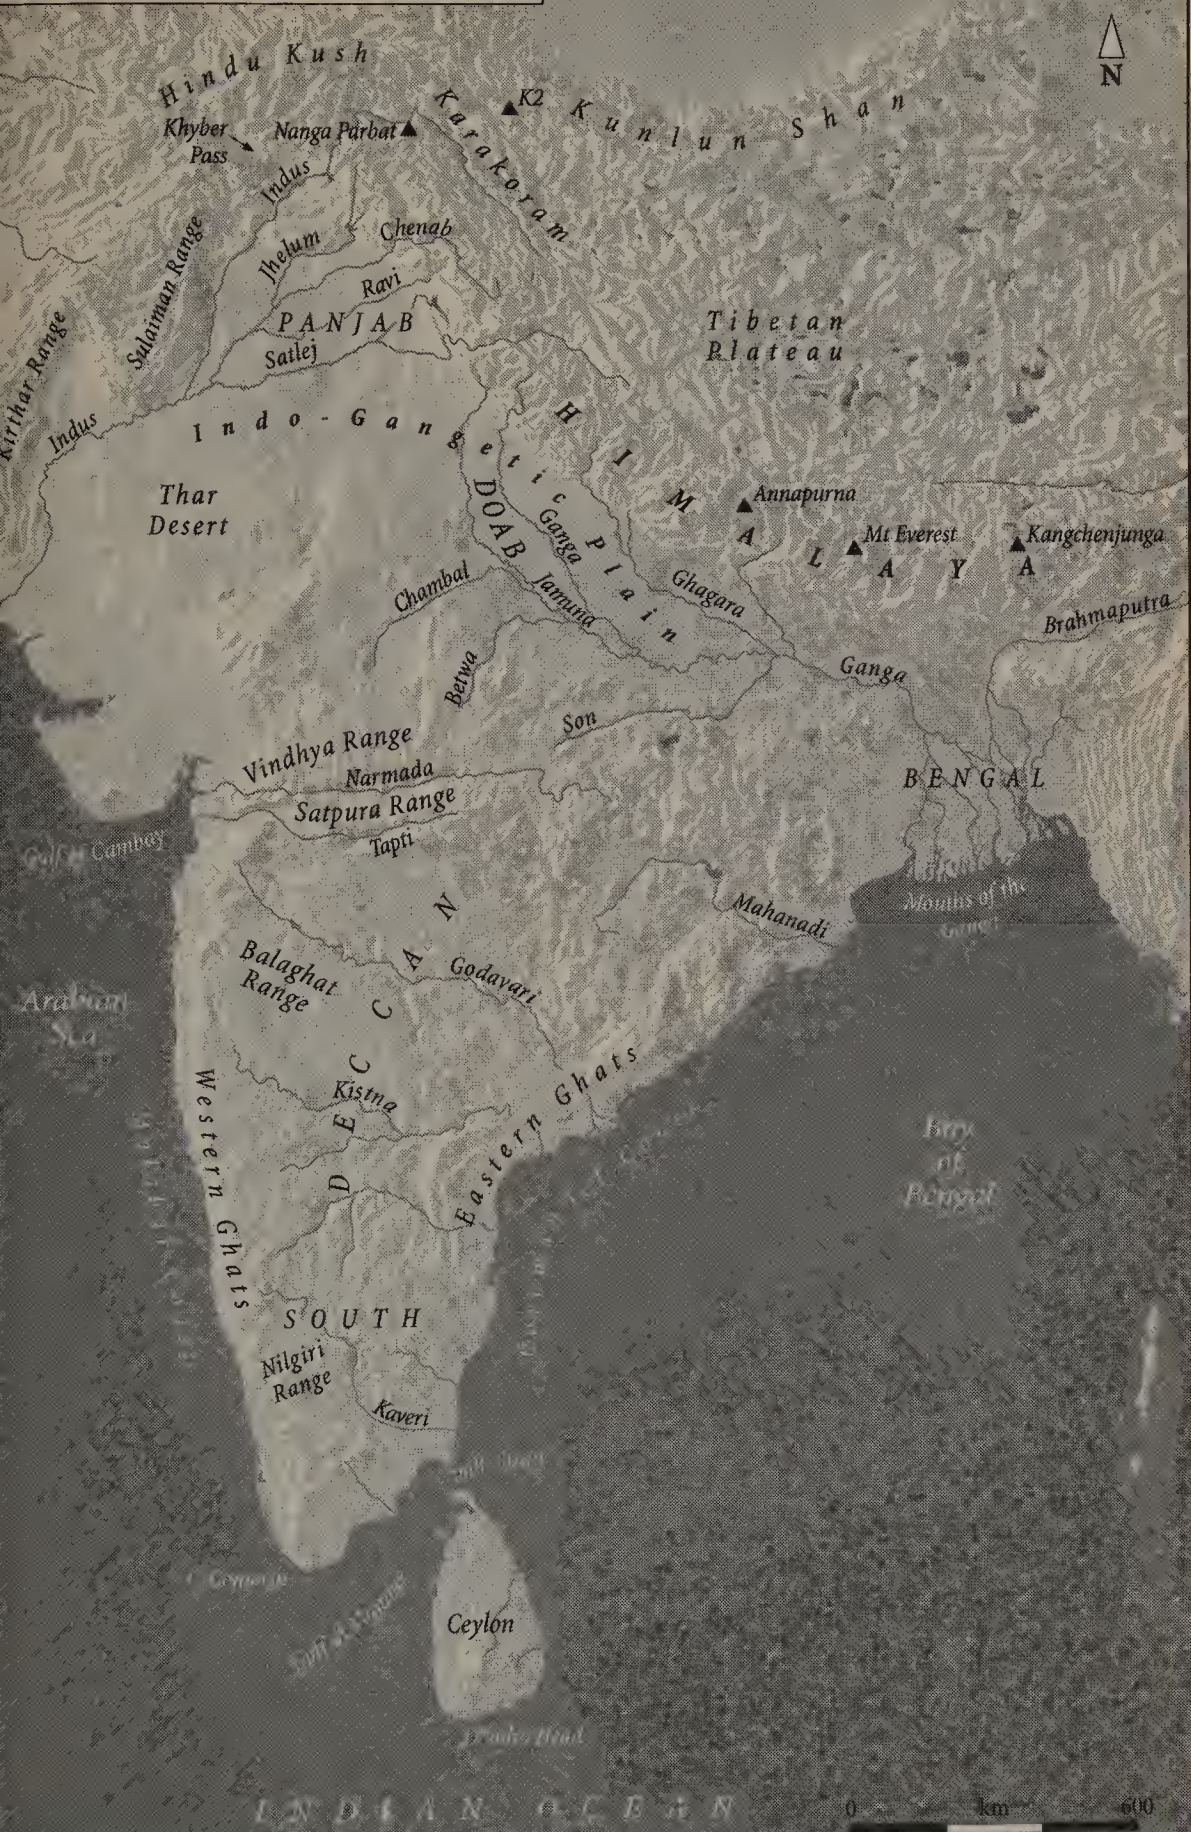 N
Hindu Kush
K2
Karakoram
Kunlun Shan
Khyber
Pass
Nanga Parbat
Indus
Sulaiman Range
Jhelum
Chenab
Ravi
PANJAB
Satlej
Kirthar Range
Indus
Tibetan
Plateau
Indo-Gangetic Plain
HIMALAYA
Thar
Desert
DOAB
Ganga
Annapurna
Mt Everest
Kangchenjunga
Chambal
Jamuna
Ghagara
Brahmaputra
Betwa
Ganga
Son
Vindhya Range
Narmada
Satpura Range
Tapti
BENGAL
Gulf of Cambay
Mouths of the
Ganga
Mahanadi
DECCAN
Balaghat
Range
Godavari
Arabian
Sea
Kistna
Western Ghats
Eastern Ghats
Bay
of
Bengal
SOUTH
Nilgiri
Range
Kaveri
Ceylon
INDIAN OCEAN
0 km 600